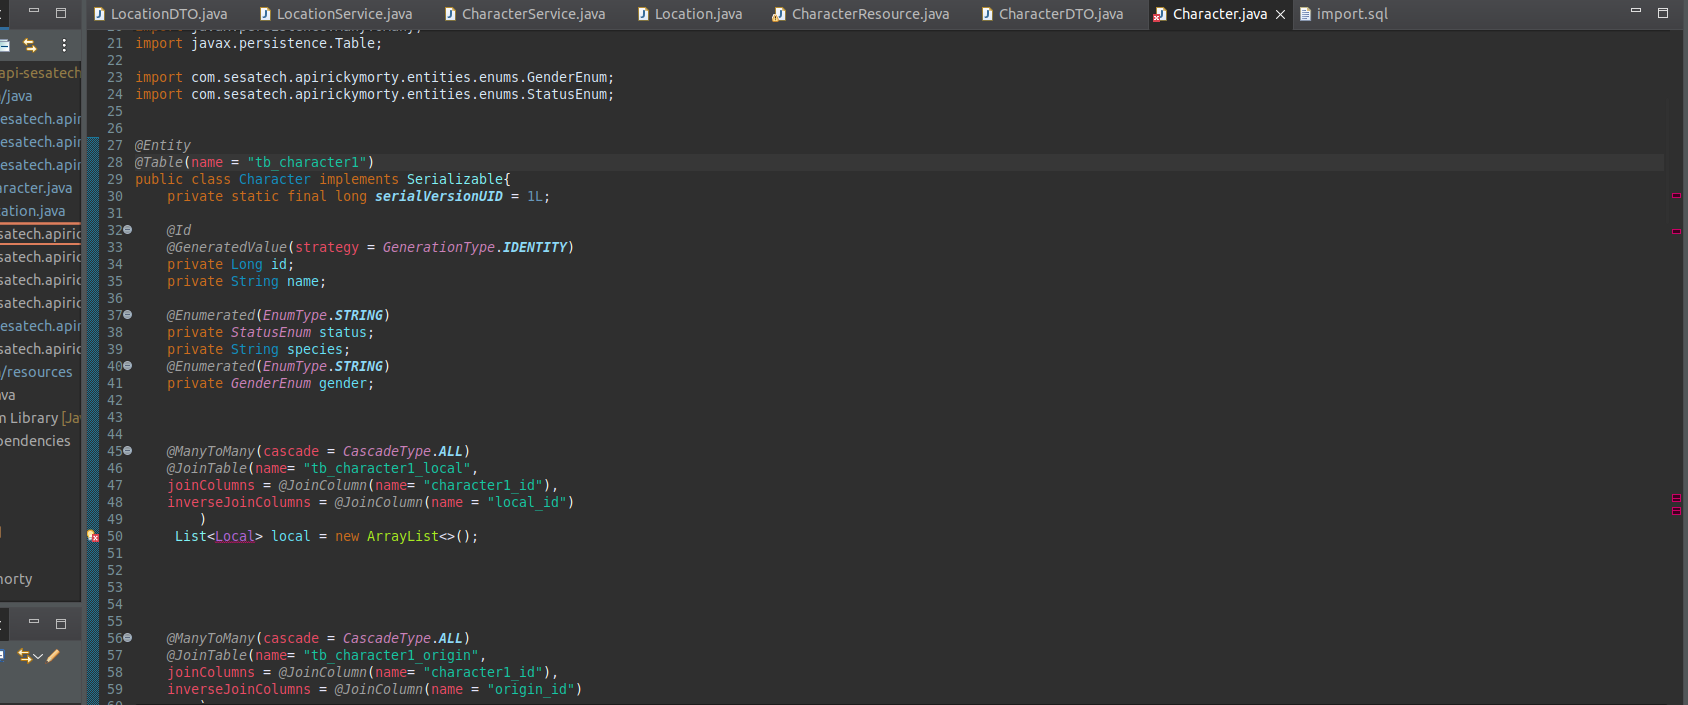 LocationDTO.java LocationService.java CharacterService.java Location.java CharacterResource.java CharacterDTO.java Character.java import.sql
21 import javax.persistence.Table;
22
23 import com.sesatech.apirickymorty.entities.enums.GenderEnum;
24 import com.sesatech.apirickymorty.entities.enums.StatusEnum;
25
26
27 @Entity
28 @Table(name = "tb_character1")
29 public class Character implements Serializable{
30 private static final long serialVersionUID = 1L;
31
32 @Id
33 @GeneratedValue(strategy = GenerationType.IDENTITY)
34 private Long id;
35 private String name;
36
37 @Enumerated(EnumType.STRING)
38 private StatusEnum status;
39 private String species;
40 @Enumerated(EnumType.STRING)
41 private GenderEnum gender;
42
43
44
45 @ManyToMany(cascade = CascadeType.ALL)
46 @JoinTable(name= "tb_character1_local",
47 joinColumns = @JoinColumn(name= "character1_id"),
48 inverseJoinColumns = @JoinColumn(name = "local_id")
49 )
50 List<Local> local = new ArrayList<>();
51
52
53
54
55
56 @ManyToMany(cascade = CascadeType.ALL)
57 @JoinTable(name= "tb_character1_origin",
58 joinColumns = @JoinColumn(name= "character1_id"),
59 inverseJoinColumns = @JoinColumn(name = "origin_id")
api-sesatech
/java
esatech.apir
esatech.apir
esatech.apir
aracter.java
cation.java
satech.apiric
satech.apiric
satech.apiric
satech.apiric
esatech.apir
satech.apiric
/resources
ava
m Library [Ja
pendencies
horty